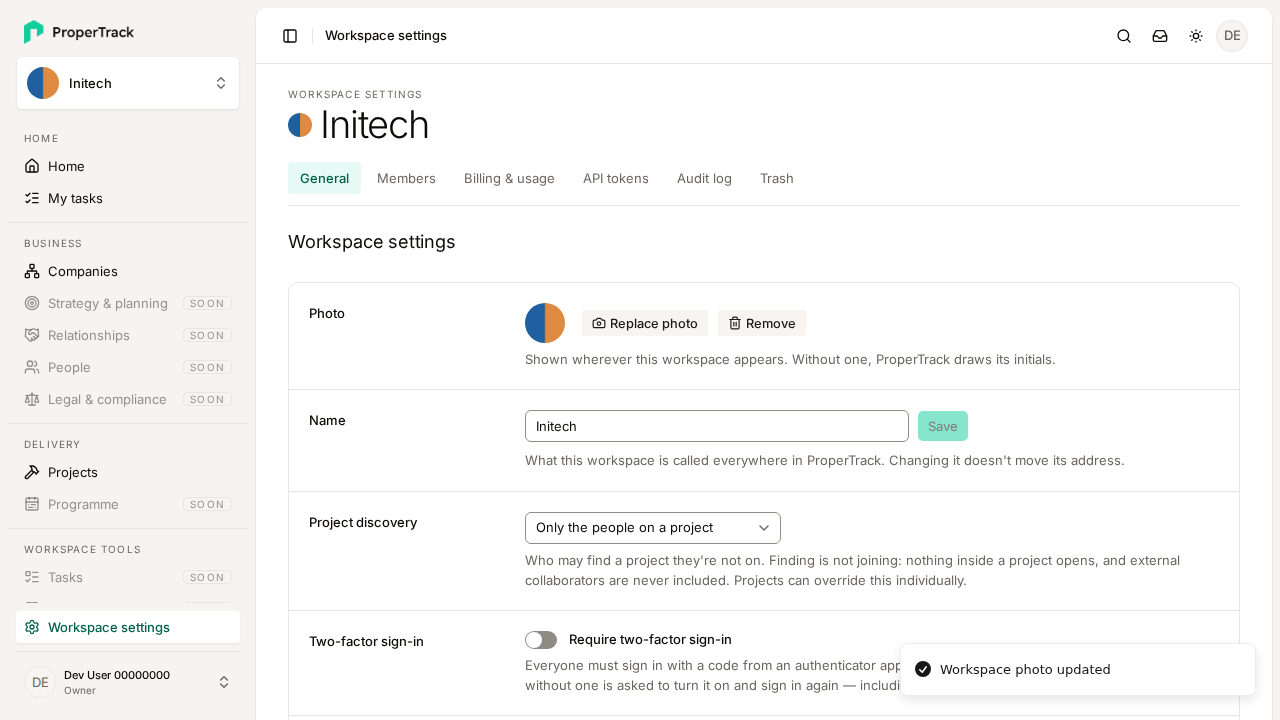 ProperTrack
Initech
HOME
Home
My tasks
BUSINESS
Companies
Strategy & planning SOON
Relationships SOON
People SOON
Legal & compliance SOON
DELIVERY
Projects
Programme SOON
WORKSPACE TOOLS
Tasks SOON
Workspace settings
DE
Dev User 00000000
Owner
Workspace settings
DE
WORKSPACE SETTINGS
Initech
General Members Billing & usage API tokens Audit log Trash
Workspace settings
Photo
Replace photo Remove
Shown wherever this workspace appears. Without one, ProperTrack draws its initials.
Name
Initech Save
What this workspace is called everywhere in ProperTrack. Changing it doesn't move its address.
Project discovery
Only the people on a project
Who may find a project they're not on. Finding is not joining: nothing inside a project opens, and external
collaborators are never included. Projects can override this individually.
Two-factor sign-in
Require two-factor sign-in
Everyone must sign in with a code from an authenticator
without one is asked to turn it on and sign in again —
Workspace photo updated